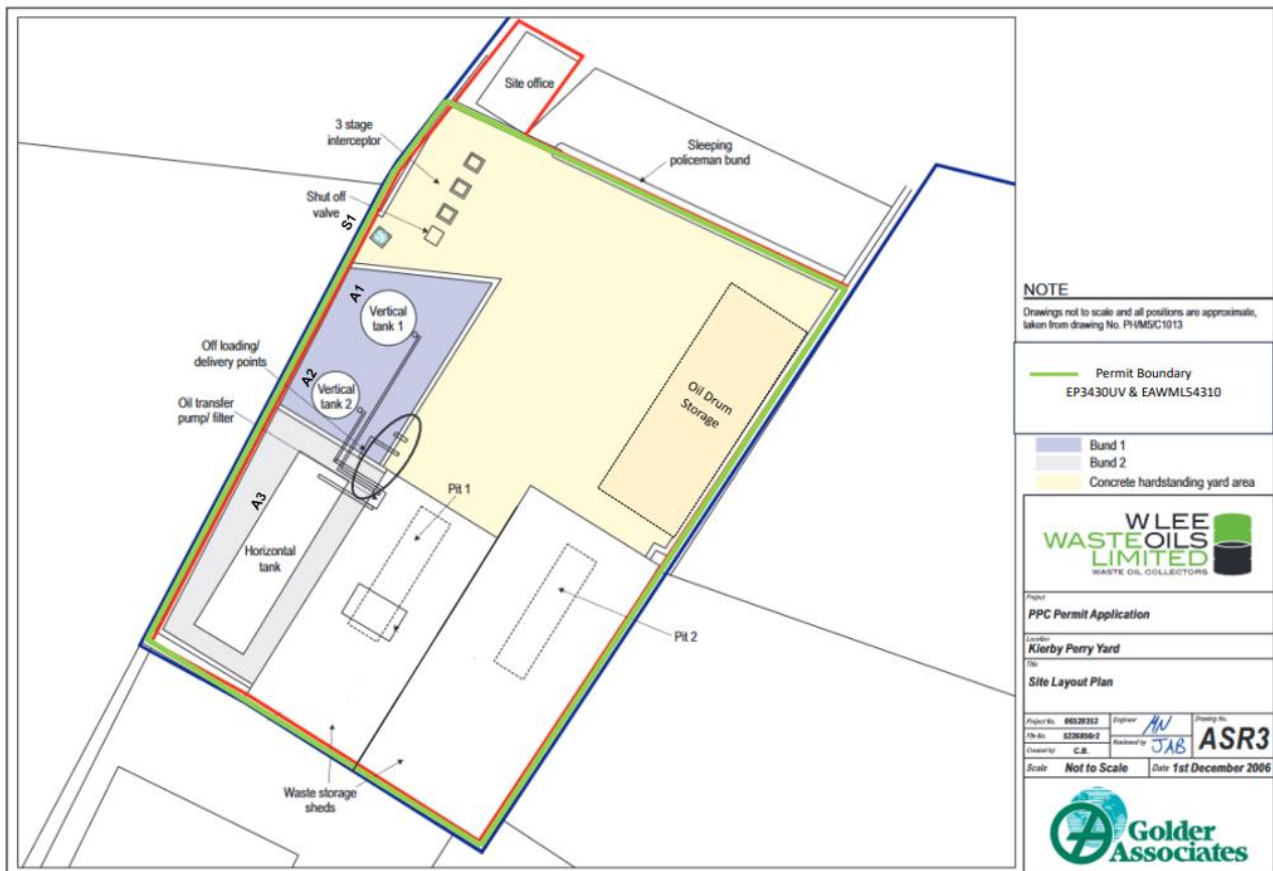 Site office
3 stage
interceptor
Sleeping
policeman bund
Shut off
valve
S1
A1
Vertical
tank 1
Off loading/
delivery points
A2
Vertical
tank 2
Oil transfer
pump/ filter
Oil Drum
Storage
A3
Pit 1
Horizontal
tank
Pit 2
Waste storage
sheds
NOTE
Drawings not to scale and all positions are approximate,
taken from drawing No. PH/M5/C1013
Permit Boundary
EP3430UV & EAWML54310
Bund 1
Bund 2
Concrete hardstanding yard area
W LEE
WASTE OILS
LIMITED
WASTE OIL COLLECTORS
Project
PPC Permit Application
Location
Kierby Perry Yard
Title
Site Layout Plan
Project No. 06520352
Engineer MN
Drawing No.
File No. 5226856r2
Reviewed by JAB
ASR3
Created by C.B.
Scale Not to Scale
Date 1st December 2006
Golder
Associates